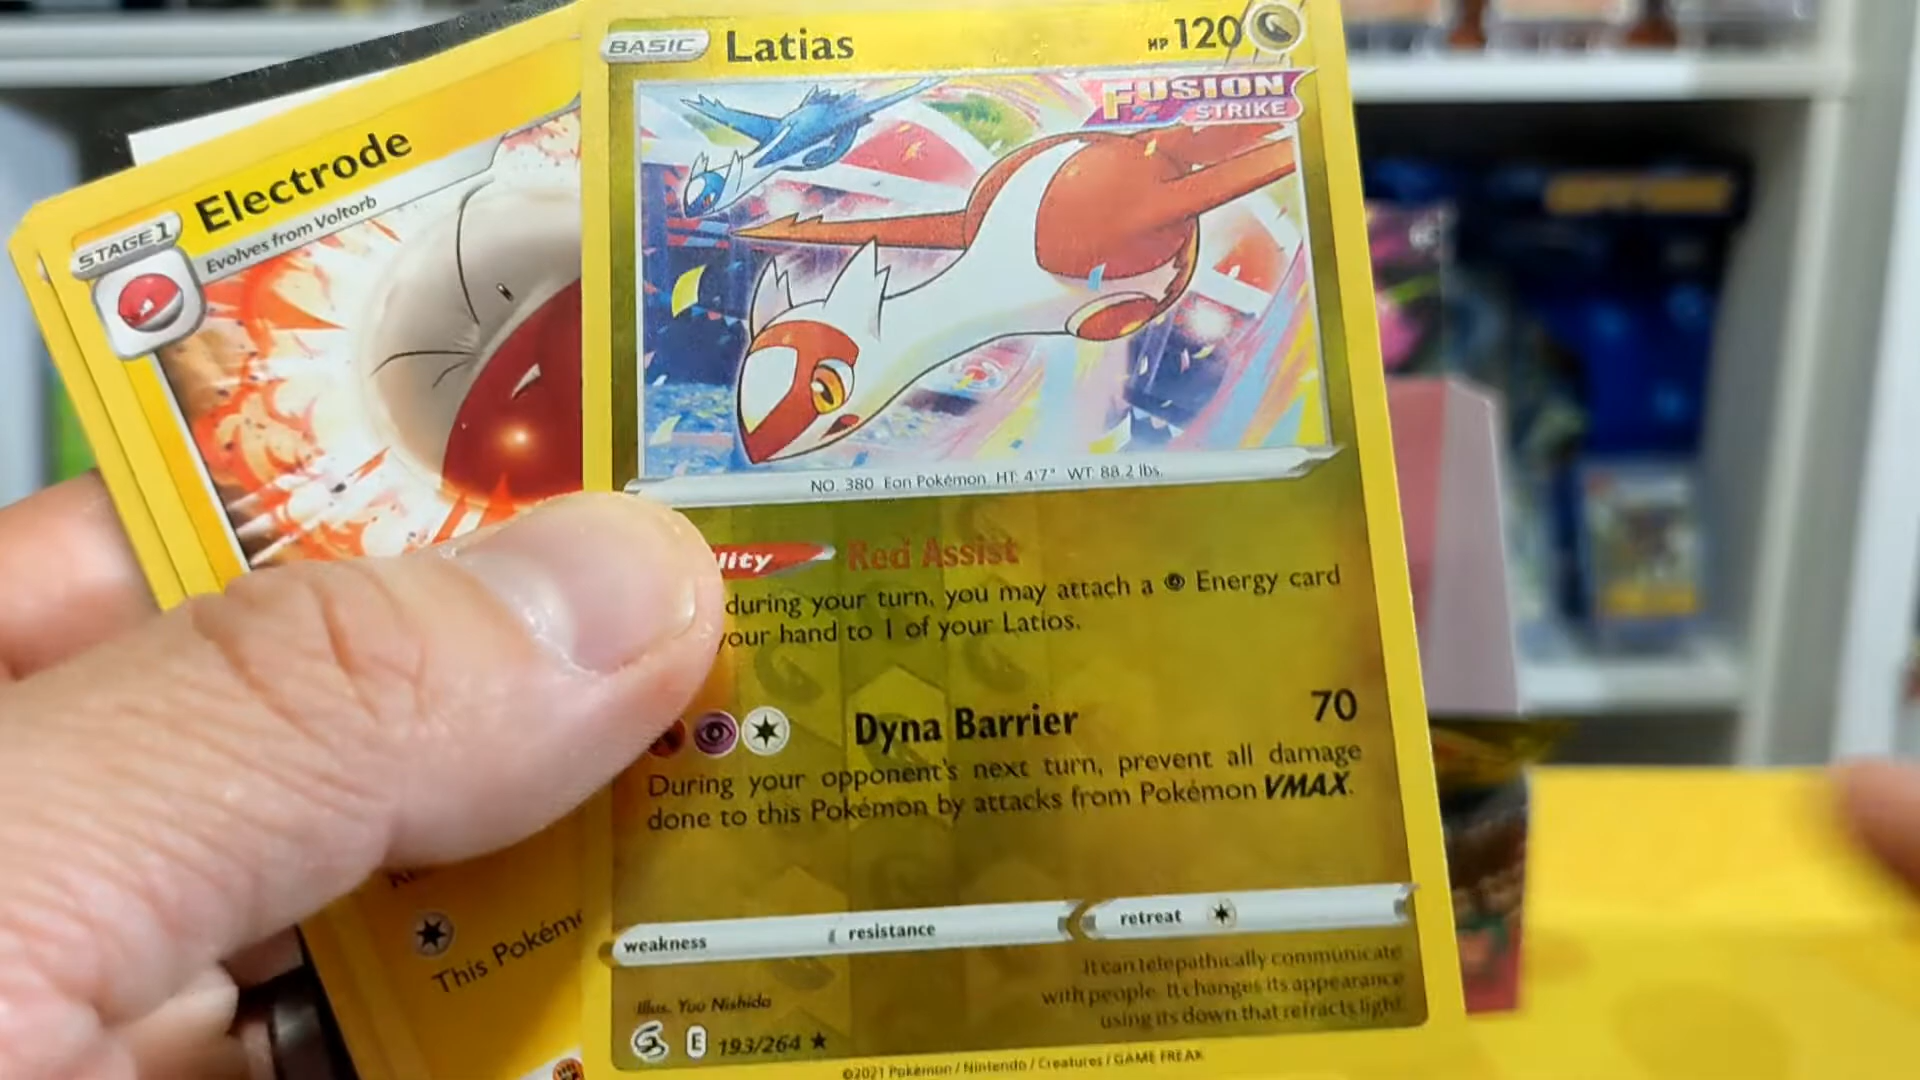 STAGE 1
Electrode
Evolves from Voltorb
This Pokém
BASIC
Latias
HP 120
FUSION
STRIKE
NO. 380 Eon Pokémon HT: 4'7" WT: 88.2 lbs.
lity Red Assist
during your turn, you may attach a Energy card
your hand to 1 of your Latios.
Dyna Barrier 70
During your opponent's next turn, prevent all damage
done to this Pokémon by attacks from Pokémon VMAX.
weakness
resistance
retreat
It can telepathically communicate
with people. It changes its appearance
using its down that refracts light.
Illus. Yuu Nishida
E 193/264 ★
©2021 Pokémon / Nintendo / Creatures / GAME FREAK